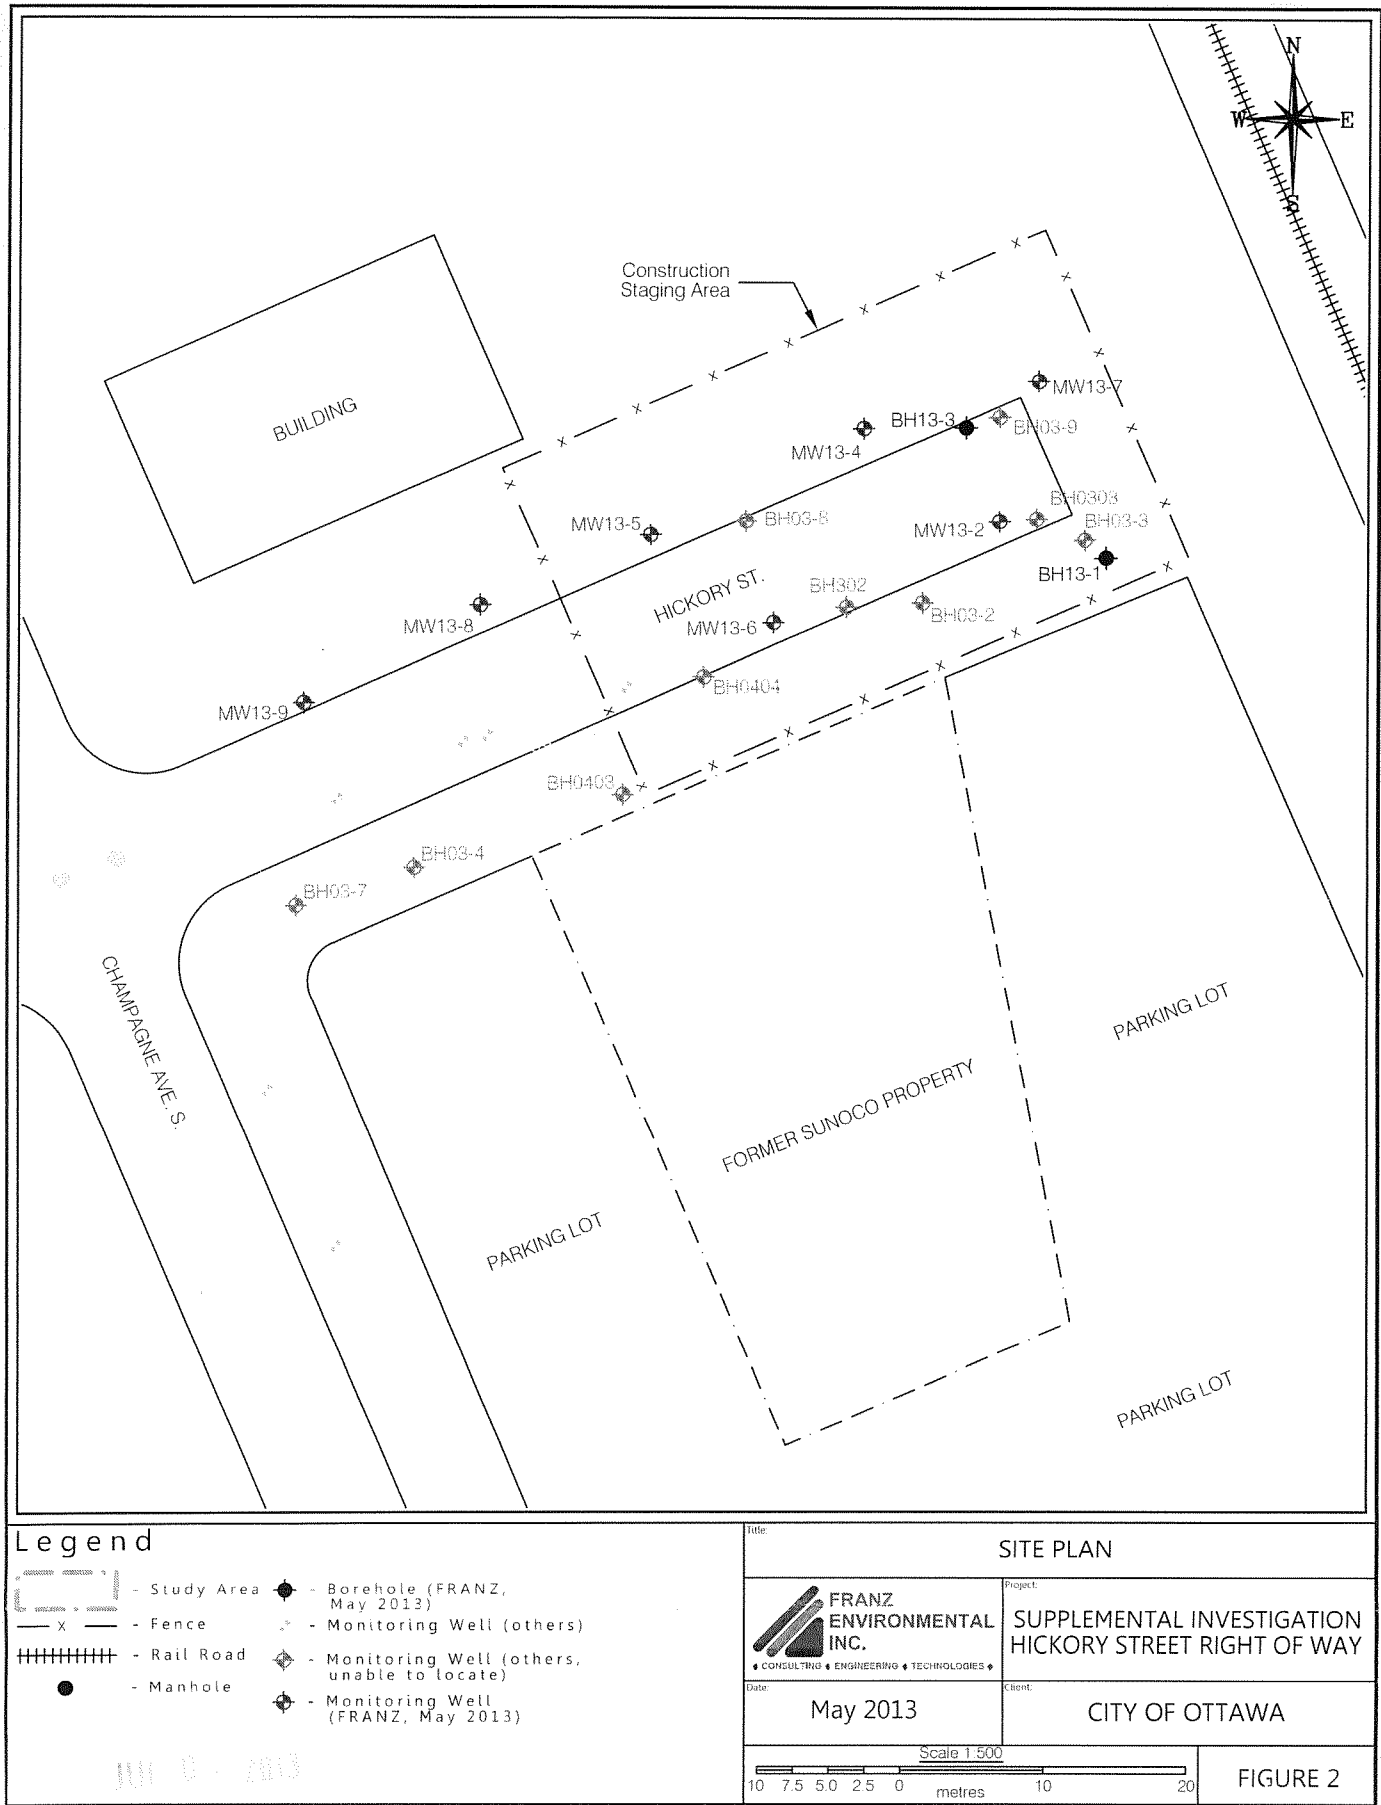 N
W E
S
Construction
Staging Area
BUILDING
MW13-7
BH13-3
BH03-9
MW13-4
BH0303
MW13-5
BH03-8
MW13-2
BH03-3
BH13-1
HICKORY ST.
BH302
MW13-8
MW13-6
BH03-2
BH0404
MW13-9
BH0403
BH03-4
BH03-7
CHAMPAGNE AVE. S.
PARKING LOT
FORMER SUNOCO PROPERTY
PARKING LOT
PARKING LOT
Legend
- Study Area
- Fence
x
- Rail Road
- Manhole
- Borehole (FRANZ,
May 2013)
- Monitoring Well (others)
- Monitoring Well (others,
unable to locate)
- Monitoring Well
(FRANZ, May 2013)
Title:
SITE PLAN
FRANZ
ENVIRONMENTAL
INC.
CONSULTING ENGINEERING TECHNOLOGIES
Project:
SUPPLEMENTAL INVESTIGATION
HICKORY STREET RIGHT OF WAY
Date:
May 2013
Client:
CITY OF OTTAWA
Scale 1:500
10 7.5 5.0 2.5 0 10 20
metres
FIGURE 2
2013